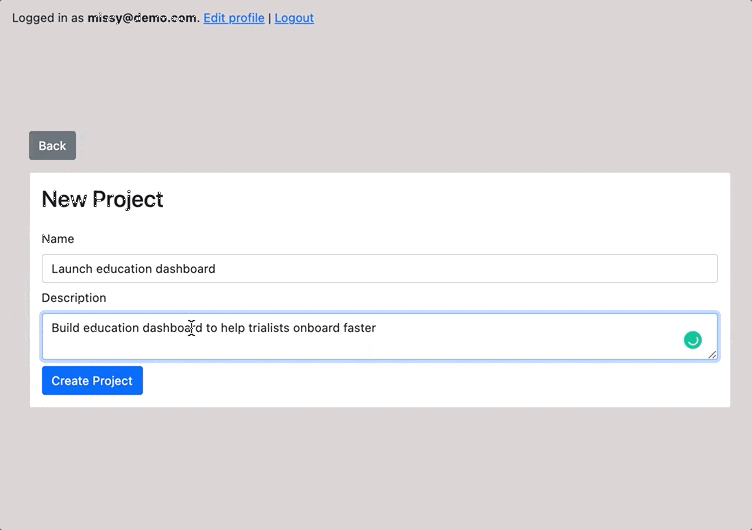 Logged in as missy@demo.com. Edit profile | Logout
Back
New Project
Name
Launch education dashboard
Description
Build education dashboard to help trialists onboard faster
Create Project